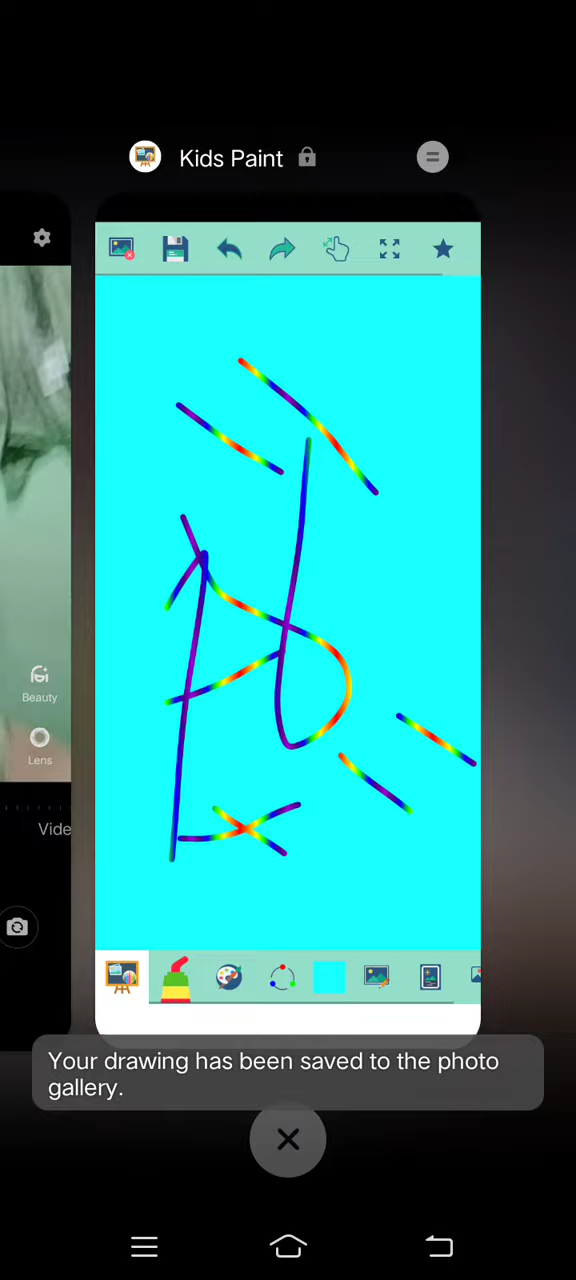 Kids Paint
Beauty
Lens
Vide
Your drawing has been saved to the photo
gallery.